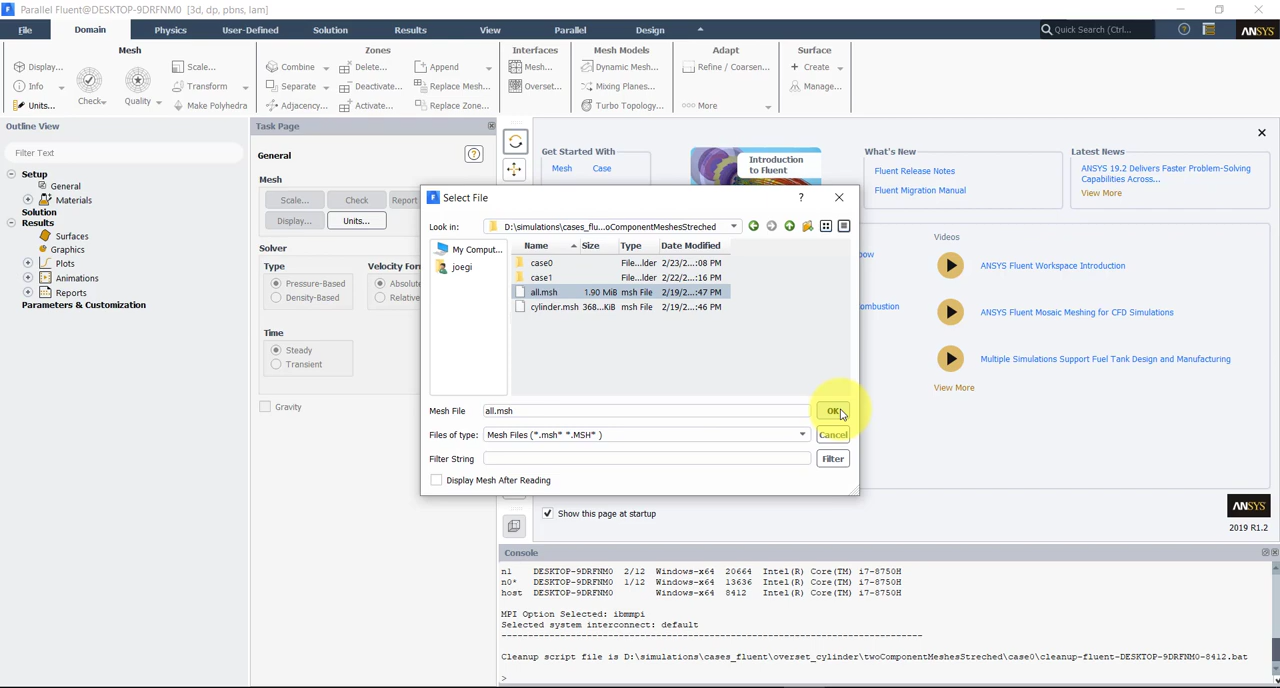 Parallel Fluent@DESKTOP-9DRFNM0 [3d, dp, pbns, lam]
File Domain Physics User-Defined Solution Results View Parallel Design Quick Search (Ctrl... ANSYS
Mesh Zones Interfaces Mesh Models Adapt Surface
Display... Scale... Combine Delete... Append Mesh... Dynamic Mesh... Refine / Coarsen... Create
Info Transform Separate Deactivate... Replace Mesh... Overset... Mixing Planes... Manage...
Check Quality
Units... Make Polyhedra Adjacency... Activate... Replace Zone... Turbo Topology... More
Outline View
Filter Text
Setup
General
Materials
Solution
Results
Surfaces
Graphics
Plots
Animations
Reports
Parameters & Customization
Task Page
General
Mesh
Scale... Check Report
Display... Units...
Solver
Type Velocity For
Pressure-Based Absolute
Density-Based Relative
Time
Steady
Transient
Gravity
Get Started With
Mesh Case
Introduction
to Fluent
What's New
Fluent Release Notes
Fluent Migration Manual
Latest News
ANSYS 19.2 Delivers Faster Problem-Solving
Capabilities Across...
View More
Select File
Look in: D:\simulations\cases_flu...oComponentMeshesStreched
My Comput...
joegi
Name Size Type Date Modified
case0 File...lder 2/23/2...:08 PM
case1 File...lder 2/22/2...:16 PM
all.msh 1.90 MiB msh File 2/19/2...:47 PM
cylinder.msh 368...KiB msh File 2/19/2...:46 PM
Mesh File all.msh OK
Files of type: Mesh Files (*.msh* *.MSH* ) Cancel
Filter String Filter
Display Mesh After Reading
ow
ombustion
Videos
ANSYS Fluent Workspace Introduction
ANSYS Fluent Mosaic Meshing for CFD Simulations
Multiple Simulations Support Fuel Tank Design and Manufacturing
View More
Show this page at startup
ANSYS
2019 R1.2
Console
n1 DESKTOP-9DRFNM0 2/12 Windows-x64 20664 Intel(R) Core(TM) i7-8750H
n0* DESKTOP-9DRFNM0 1/12 Windows-x64 13636 Intel(R) Core(TM) i7-8750H
host DESKTOP-9DRFNM0 Windows-x64 8412 Intel(R) Core(TM) i7-8750H
MPI Option Selected: ibmmpi
Selected system interconnect: default
------------------------------------------------------------------------------
Cleanup script file is D:\simulations\cases_fluent\overset_cylinder\twoComponentMeshesStreched\case0\cleanup-fluent-DESKTOP-9DRFNM0-8412.bat
>